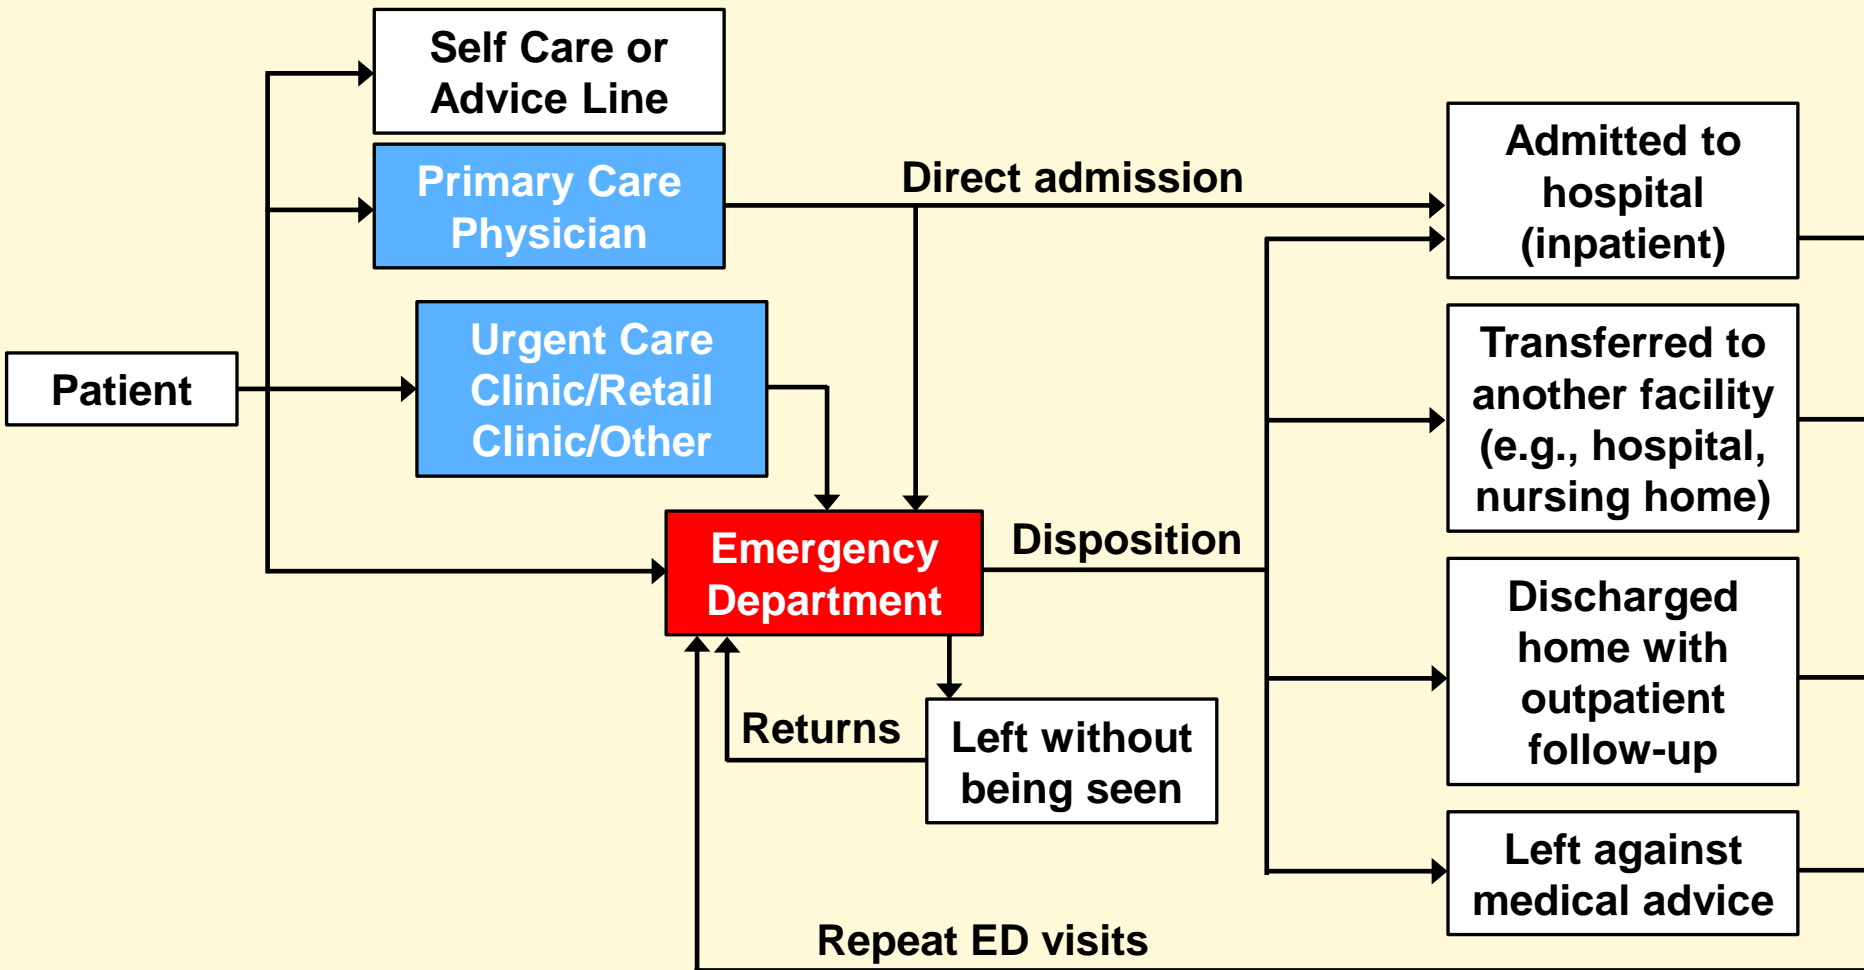 Self Care or
Advice Line
Primary Care
Physician
Direct admission
Admitted to
hospital
(inpatient)
Patient
Urgent Care
Clinic/Retail
Clinic/Other
Transferred to
another facility
(e.g., hospital,
nursing home)
Emergency
Department
Disposition
Discharged
home with
outpatient
follow-up
Returns
Left without
being seen
Left against
medical advice
Repeat ED visits